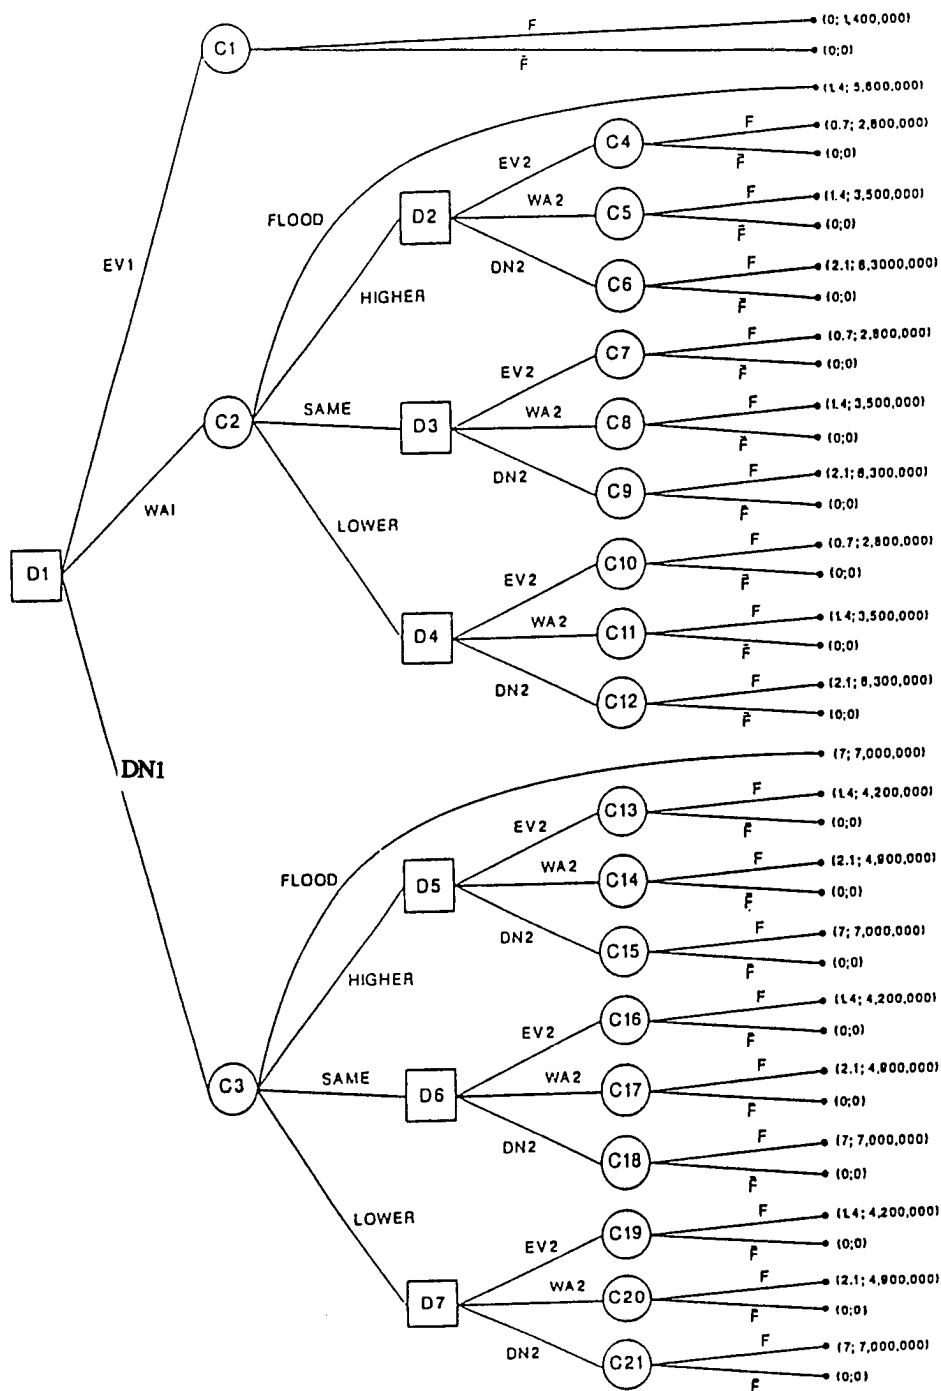 F
C1
(0; 1,400,000)
F̄
(0;0)
(1.4; 5,600,000)
FLOOD
EV1
HIGHER
D2
EV2
C4
F
(0.7; 2,800,000)
F̄
(0;0)
WA2
C5
F
(1.4; 3,500,000)
F̄
(0;0)
DN2
C6
F
(2.1; 6,3000,000)
F̄
(0;0)
C2
SAME
D3
EV2
C7
F
(0.7; 2,800,000)
F̄
(0;0)
WA2
C8
F
(1.4; 3,500,000)
F̄
(0;0)
DN2
C9
F
(2.1; 6,300,000)
F̄
(0;0)
WA1
D1
LOWER
D4
EV2
C10
F
(0.7; 2,800,000)
F̄
(0;0)
WA2
C11
F
(1.4; 3,500,000)
F̄
(0;0)
DN2
C12
F
(2.1; 6,300,000)
F̄
(0;0)
DN1
(7; 7,000,000)
FLOOD
HIGHER
D5
EV2
C13
F
(1.4; 4,200,000)
F̄
(0;0)
WA2
C14
F
(2.1; 4,900,000)
F̄
(0;0)
DN2
C15
F
(7; 7,000,000)
F̄
(0;0)
C3
SAME
D6
EV2
C16
F
(1.4; 4,200,000)
F̄
(0;0)
WA2
C17
F
(2.1; 4,900,000)
F̄
(0;0)
DN2
C18
F
(7; 7,000,000)
F̄
(0;0)
LOWER
D7
EV2
C19
F
(1.4; 4,200,000)
F̄
(0;0)
WA2
C20
F
(2.1; 4,900,000)
F̄
(0;0)
DN2
C21
F
(7; 7,000,000)
F̄
(0;0)